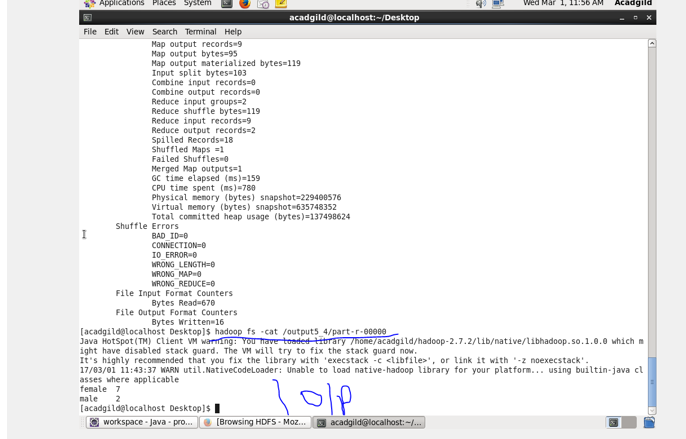 Applications Places System Wed Mar 1, 11:56 AM Acadgild
acadgild@localhost:~/Desktop
File Edit View Search Terminal Help
Map output records=9
Map output bytes=95
Map output materialized bytes=119
Input split bytes=103
Combine input records=0
Combine output records=0
Reduce input groups=2
Reduce shuffle bytes=119
Reduce input records=9
Reduce output records=2
Spilled Records=18
Shuffled Maps =1
Failed Shuffles=0
Merged Map outputs=1
GC time elapsed (ms)=159
CPU time spent (ms)=780
Physical memory (bytes) snapshot=229400576
Virtual memory (bytes) snapshot=635748352
Total committed heap usage (bytes)=137498624
Shuffle Errors
BAD_ID=0
CONNECTION=0
IO_ERROR=0
WRONG_LENGTH=0
WRONG_MAP=0
WRONG_REDUCE=0
File Input Format Counters
Bytes Read=670
File Output Format Counters
Bytes Written=16
[acadgild@localhost Desktop]$ hadoop fs -cat /output5_4/part-r-00000
Java HotSpot(TM) Client VM warning: You have loaded library /home/acadgild/hadoop-2.7.2/lib/native/libhadoop.so.1.0.0 which m
ight have disabled stack guard. The VM will try to fix the stack guard now.
It's highly recommended that you fix the library with 'execstack -c <libfile>', or link it with '-z noexecstack'.
17/03/01 11:43:37 WARN util.NativeCodeLoader: Unable to load native-hadoop library for your platform... using builtin-java cl
asses where applicable
female 7
male 2
[acadgild@localhost Desktop]$
workspace - Java - pro... [Browsing HDFS - Moz... acadgild@localhost:~/...